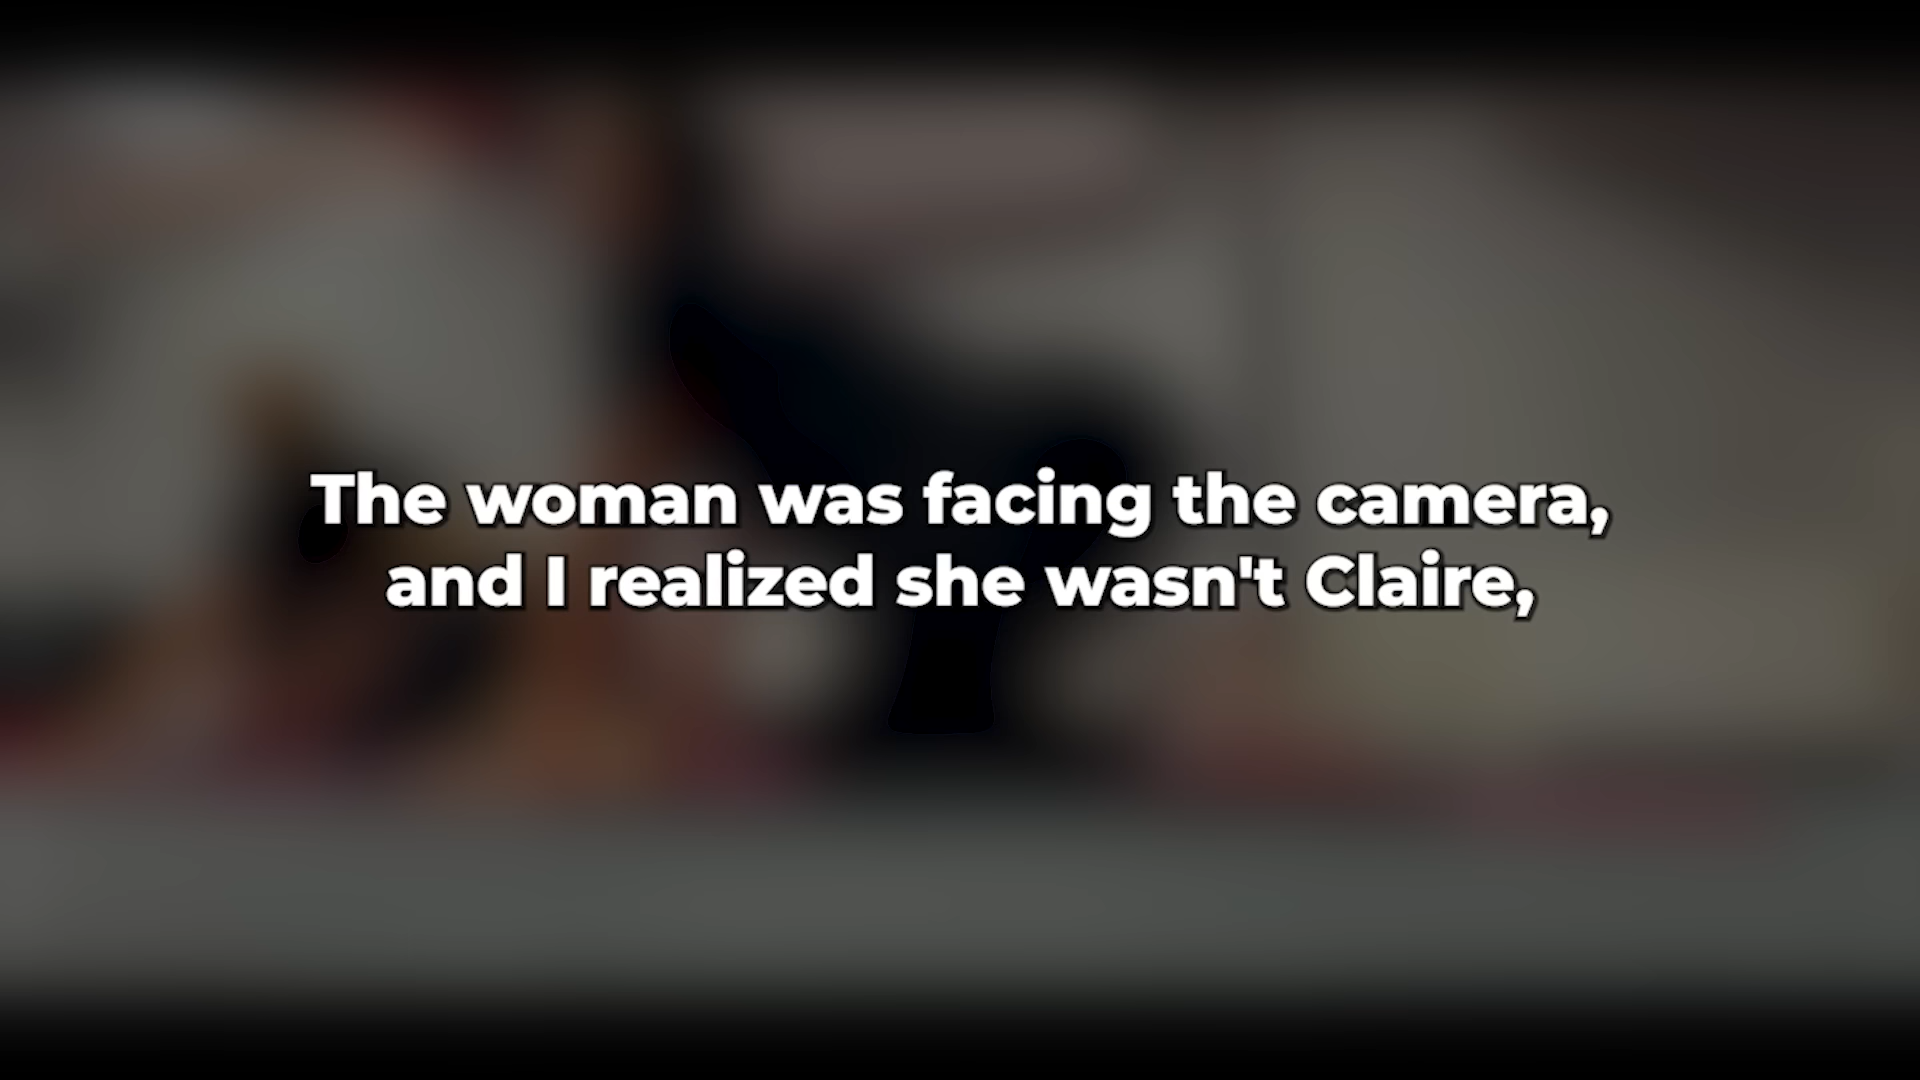 The woman was facing the camera,
and I realized she wasn't Claire,